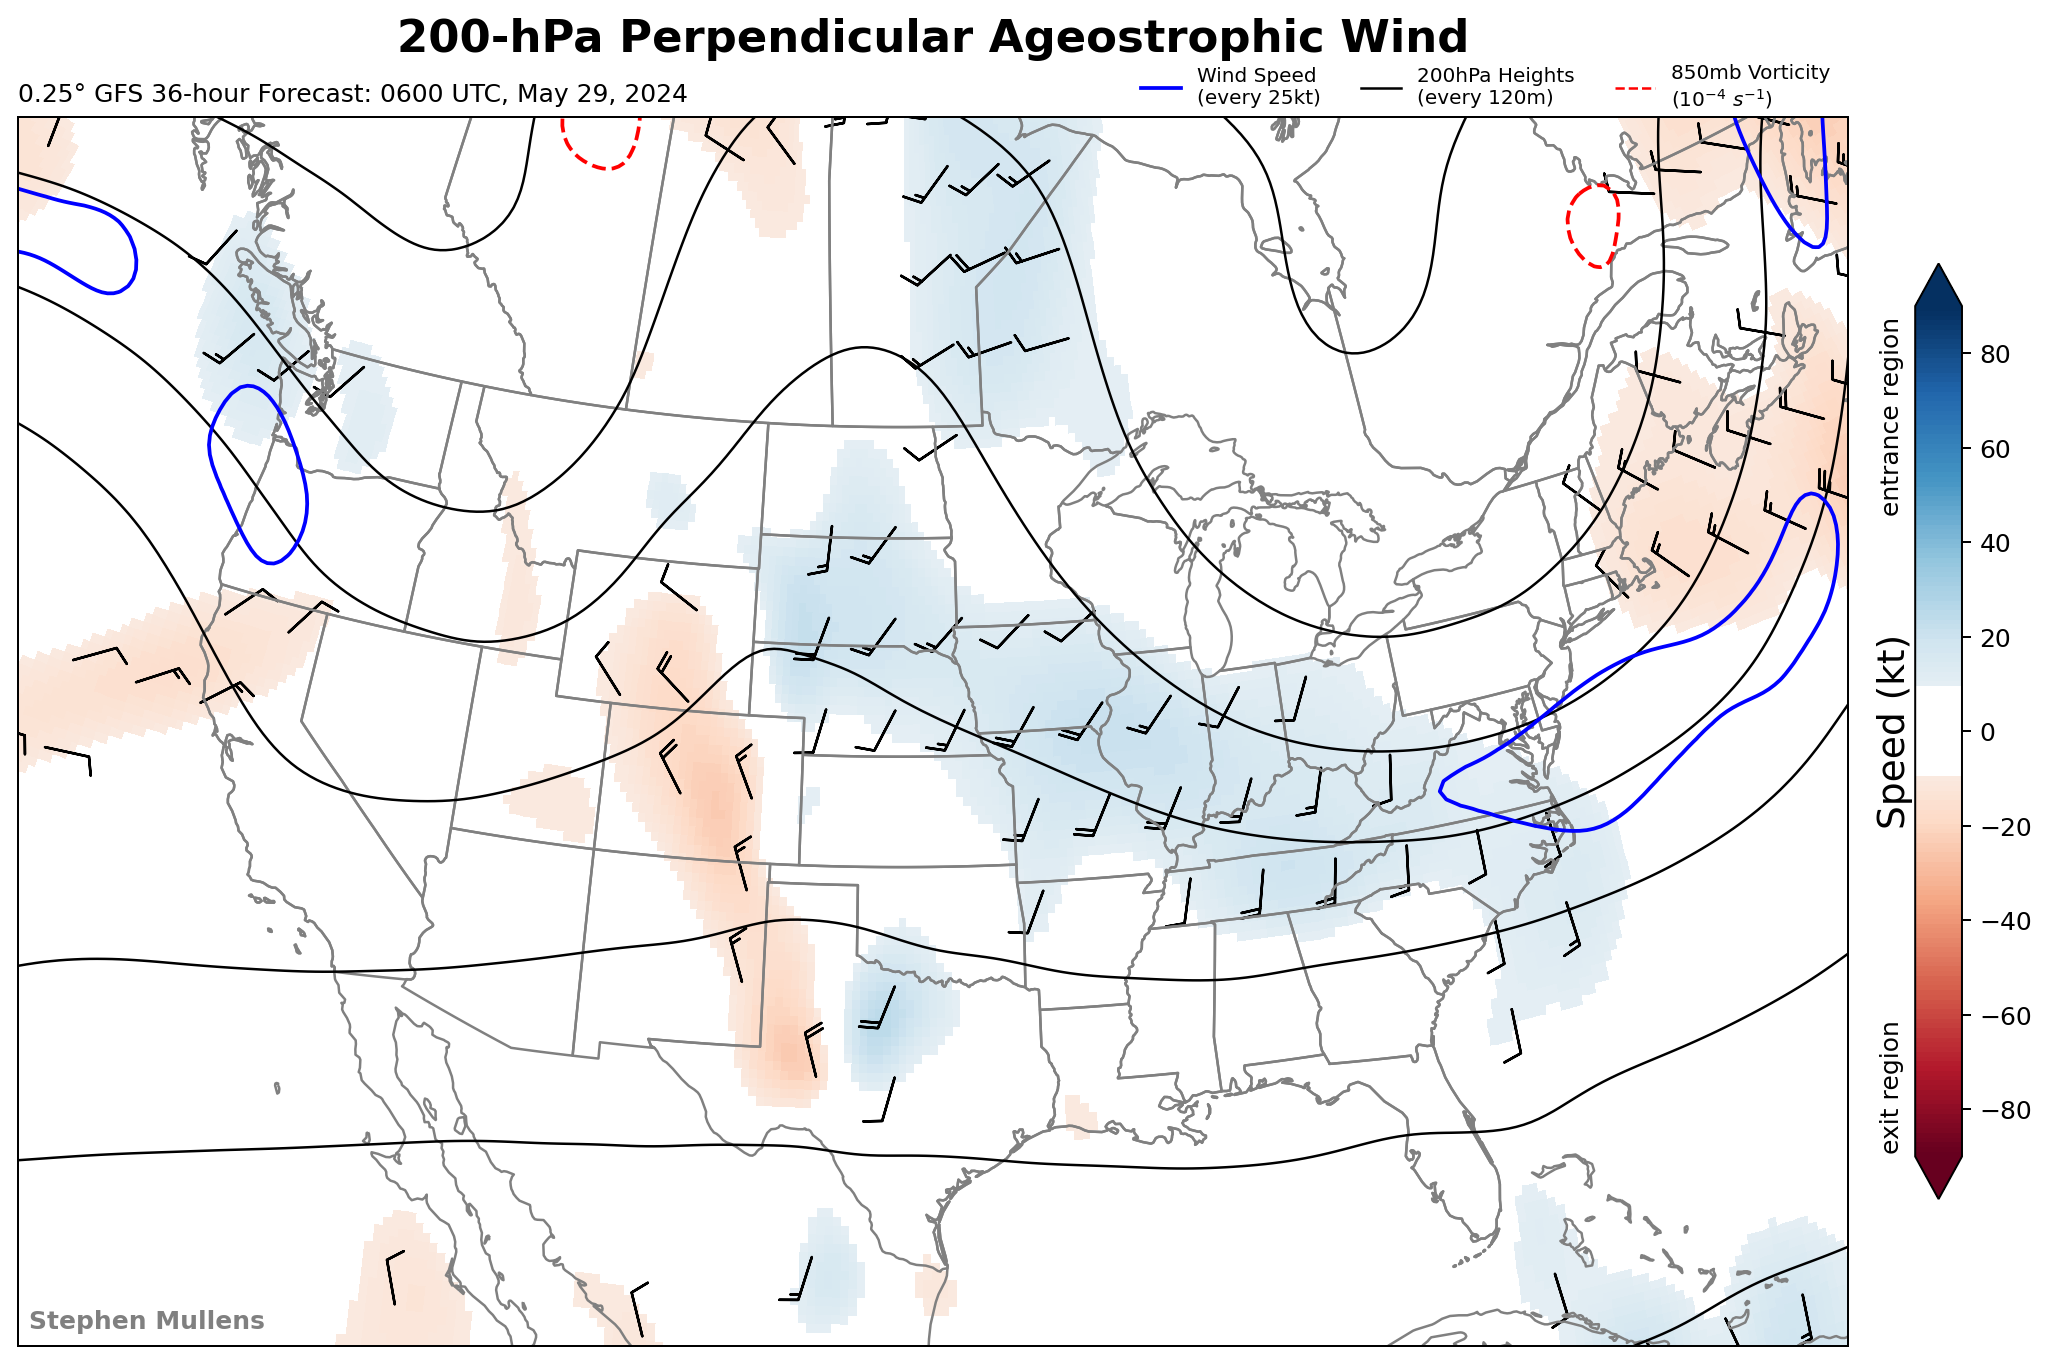 200-hPa Perpendicular Ageostrophic Wind
0.25° GFS 36-hour Forecast: 0600 UTC, May 29, 2024
Wind Speed
(every 25kt)
200hPa Heights
(every 120m)
850mb Vorticity
(10⁻⁴ s⁻¹)
entrance region
Speed (kt)
exit region
80
60
40
20
0
−20
−40
−60
−80
Stephen Mullens